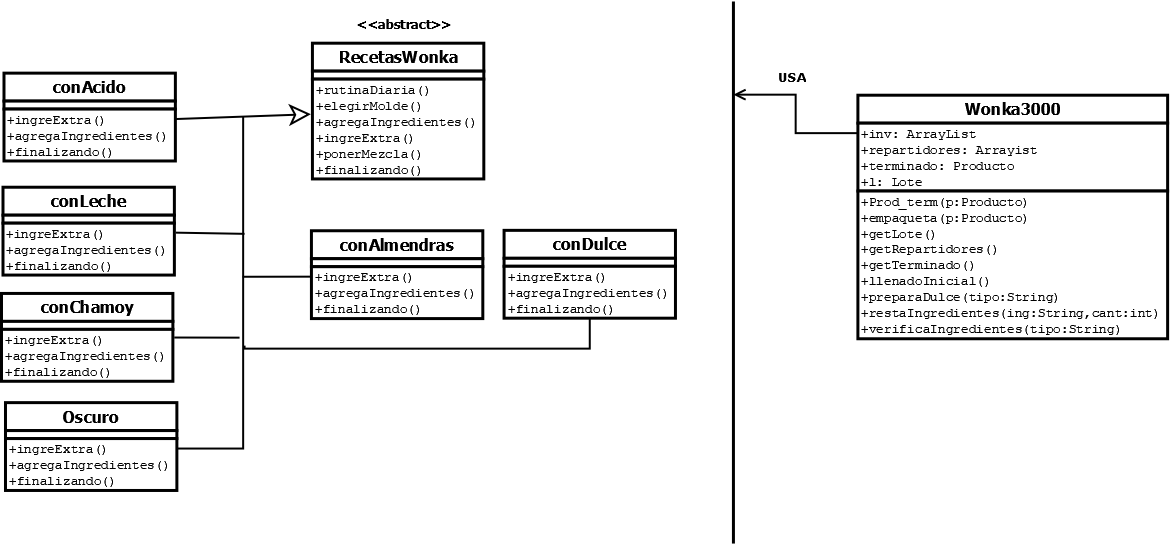 <<abstract>>
RecetasWonka
+rutinaDiaria()
+elegirMolde()
+agregaIngredientes()
+ingreExtra()
+ponerMezcla()
+finalizando()
conAcido
+ingreExtra()
+agregaIngredientes()
+finalizando()
conLeche
+ingreExtra()
+agregaIngredientes()
+finalizando()
conChamoy
+ingreExtra()
+agregaIngredientes()
+finalizando()
Oscuro
+ingreExtra()
+agregaIngredientes()
+finalizando()
conAlmendras
+ingreExtra()
+agregaIngredientes()
+finalizando()
conDulce
+ingreExtra()
+agregaIngredientes()
+finalizando()
USA
Wonka3000
+inv: ArrayList
+repartidores: Arrayist
+terminado: Producto
+l: Lote
+Prod_term(p:Producto)
+empaqueta(p:Producto)
+getLote()
+getRepartidores()
+getTerminado()
+llenadoInicial()
+preparaDulce(tipo:String)
+restaIngredientes(ing:String,cant:int)
+verificaIngredientes(tipo:String)